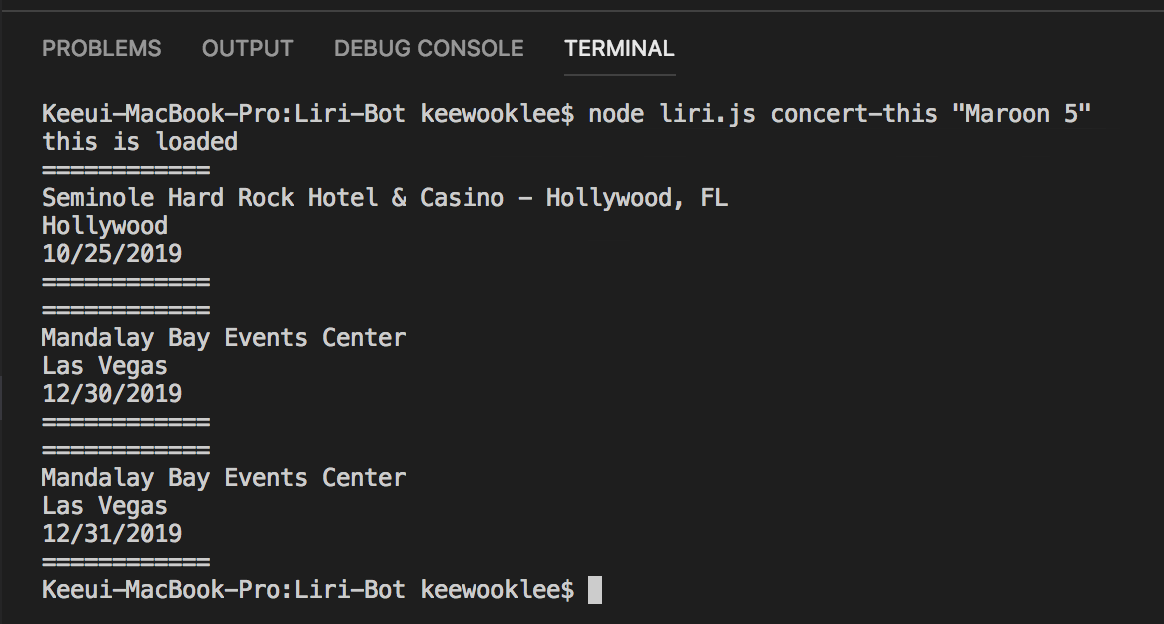 PROBLEMS OUTPUT DEBUG CONSOLE TERMINAL
Keeui-MacBook-Pro:Liri-Bot keewooklee$ node liri.js concert-this "Maroon 5"
this is loaded
============
Seminole Hard Rock Hotel & Casino - Hollywood, FL
Hollywood
10/25/2019
============
============
Mandalay Bay Events Center
Las Vegas
12/30/2019
============
============
Mandalay Bay Events Center
Las Vegas
12/31/2019
============
Keeui-MacBook-Pro:Liri-Bot keewooklee$